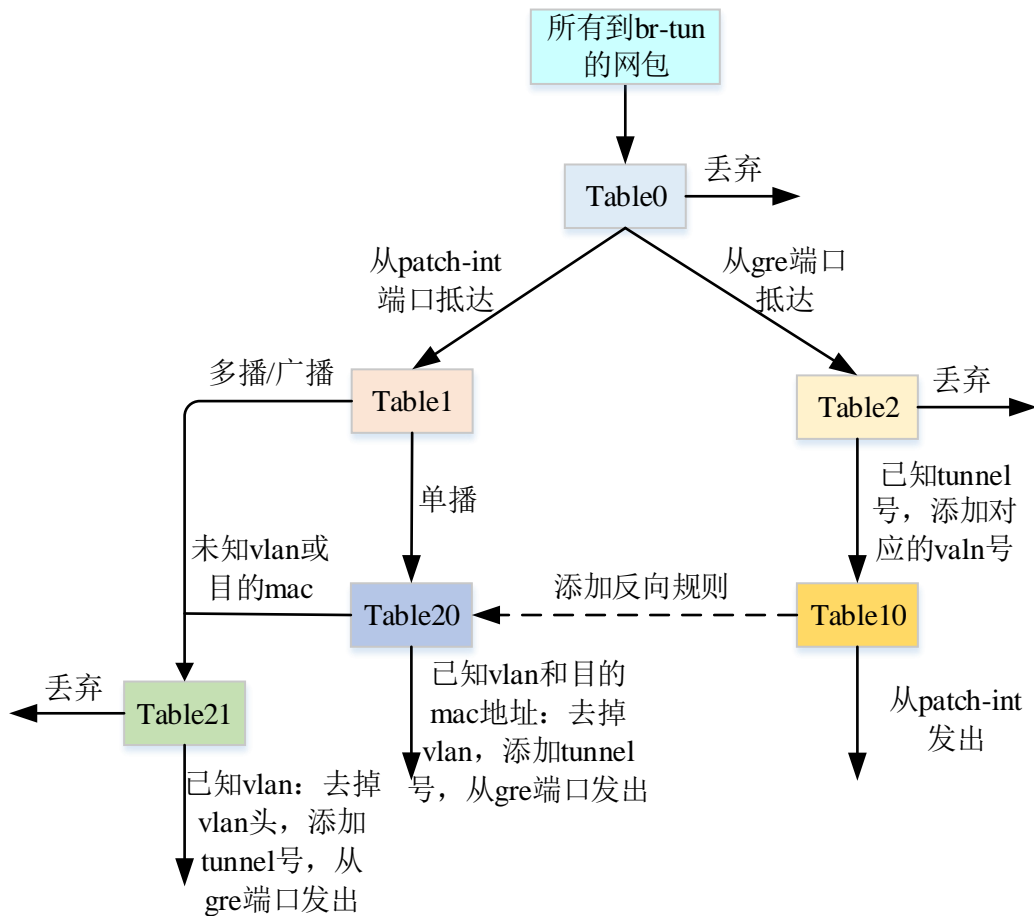 所有到br-tun
的网包
Table0
丢弃
从patch-int
端口抵达
从gre端口
抵达
多播/广播
Table1
Table2
丢弃
单播
已知tunnel
号，添加对
应的valn号
未知vlan或
目的mac
Table20
添加反向规则
Table10
丢弃
Table21
已知vlan和目的
mac地址：去掉
vlan，添加tunnel
号，从gre端口发出
从patch-int
发出
已知vlan：去掉
vlan头，添加
tunnel号，从
gre端口发出